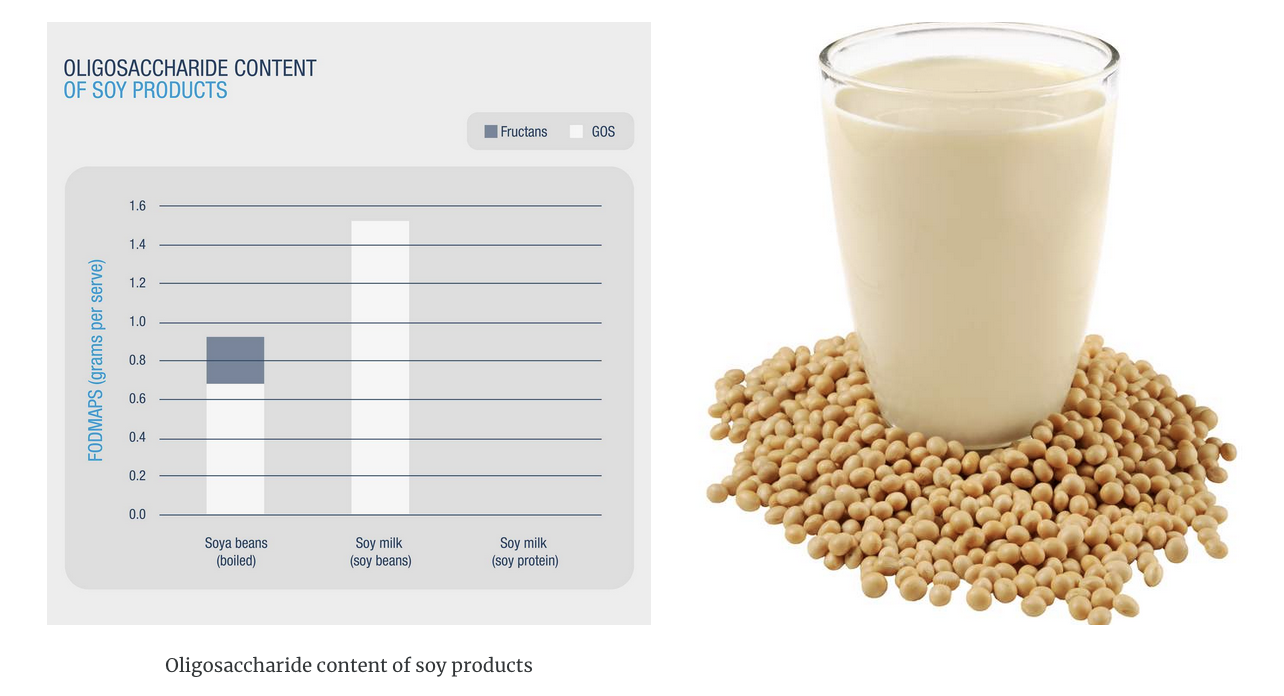 OLIGOSACCHARIDE CONTENT
OF SOY PRODUCTS
Fructans GOS
FODMAPS (grams per serve)
1.6
1.4
1.2
1.0
0.8
0.6
0.4
0.2
0.0
Soya beans
(boiled)
Soy milk
(soy beans)
Soy milk
(soy protein)
Oligosaccharide content of soy products